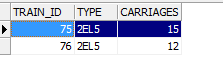 TRAIN_ID TYPE CARRIAGES
75 2EL5 15
76 2EL5 12